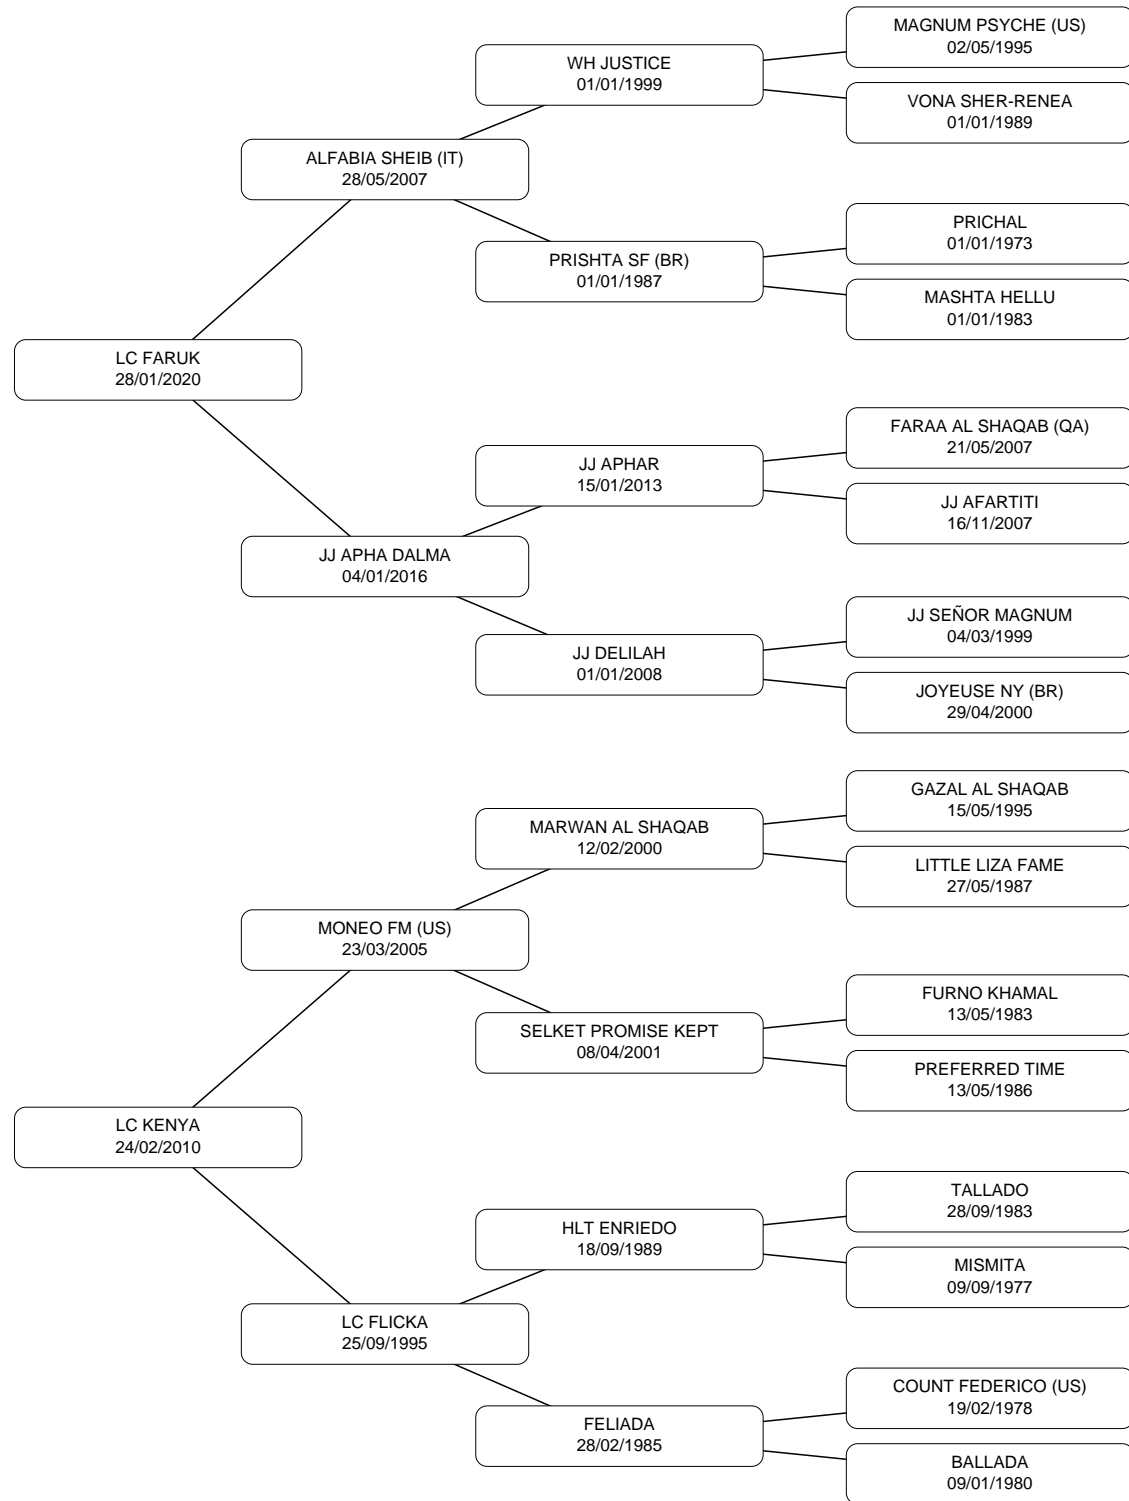 MAGNUM PSYCHE (US)
02/05/1995
WH JUSTICE
01/01/1999
VONA SHER-RENEA
01/01/1989
ALFABIA SHEIB (IT)
28/05/2007
PRICHAL
01/01/1973
PRISHTA SF (BR)
01/01/1987
MASHTA HELLU
01/01/1983
LC FARUK
28/01/2020
FARAA AL SHAQAB (QA)
21/05/2007
JJ APHAR
15/01/2013
JJ AFARTITI
16/11/2007
JJ APHA DALMA
04/01/2016
JJ SEÑOR MAGNUM
04/03/1999
JJ DELILAH
01/01/2008
JOYEUSE NY (BR)
29/04/2000
GAZAL AL SHAQAB
15/05/1995
MARWAN AL SHAQAB
12/02/2000
LITTLE LIZA FAME
27/05/1987
MONEO FM (US)
23/03/2005
FURNO KHAMAL
13/05/1983
SELKET PROMISE KEPT
08/04/2001
PREFERRED TIME
13/05/1986
LC KENYA
24/02/2010
TALLADO
28/09/1983
HLT ENRIEDO
18/09/1989
MISMITA
09/09/1977
LC FLICKA
25/09/1995
COUNT FEDERICO (US)
19/02/1978
FELIADA
28/02/1985
BALLADA
09/01/1980